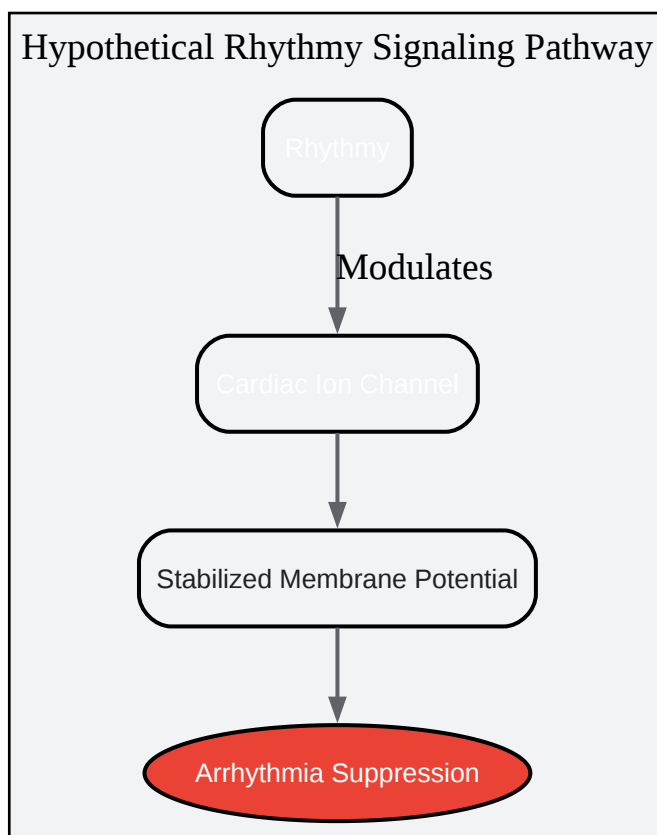 Hypothetical Rhythmy Signaling Pathway
Rhythmy
Modulates
Cardiac Ion Channel
Stabilized Membrane Potential
Arrhythmia Suppression